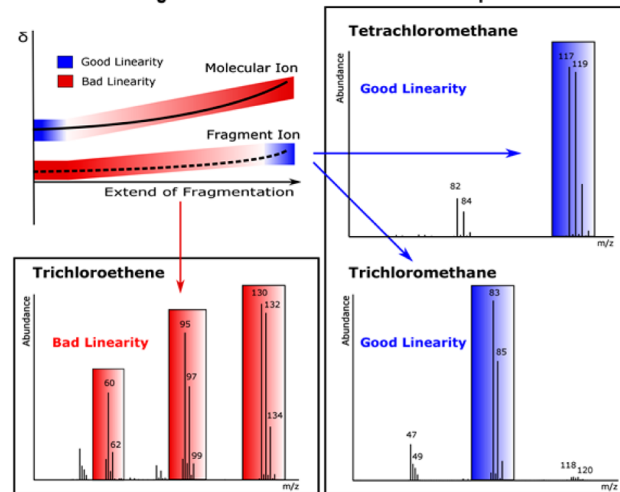 δi
Good Linearity
Bad Linearity
Molecular Ion
Fragment Ion
Extend of Fragmentation
Tetrachloromethane
Abundance
Good Linearity
117
119
82
84
m/z
Trichloroethene
Abundance
Bad Linearity
60
62
95
97
99
130
132
134
m/z
Trichloromethane
Abundance
Good Linearity
83
85
47
49
118
120
m/z